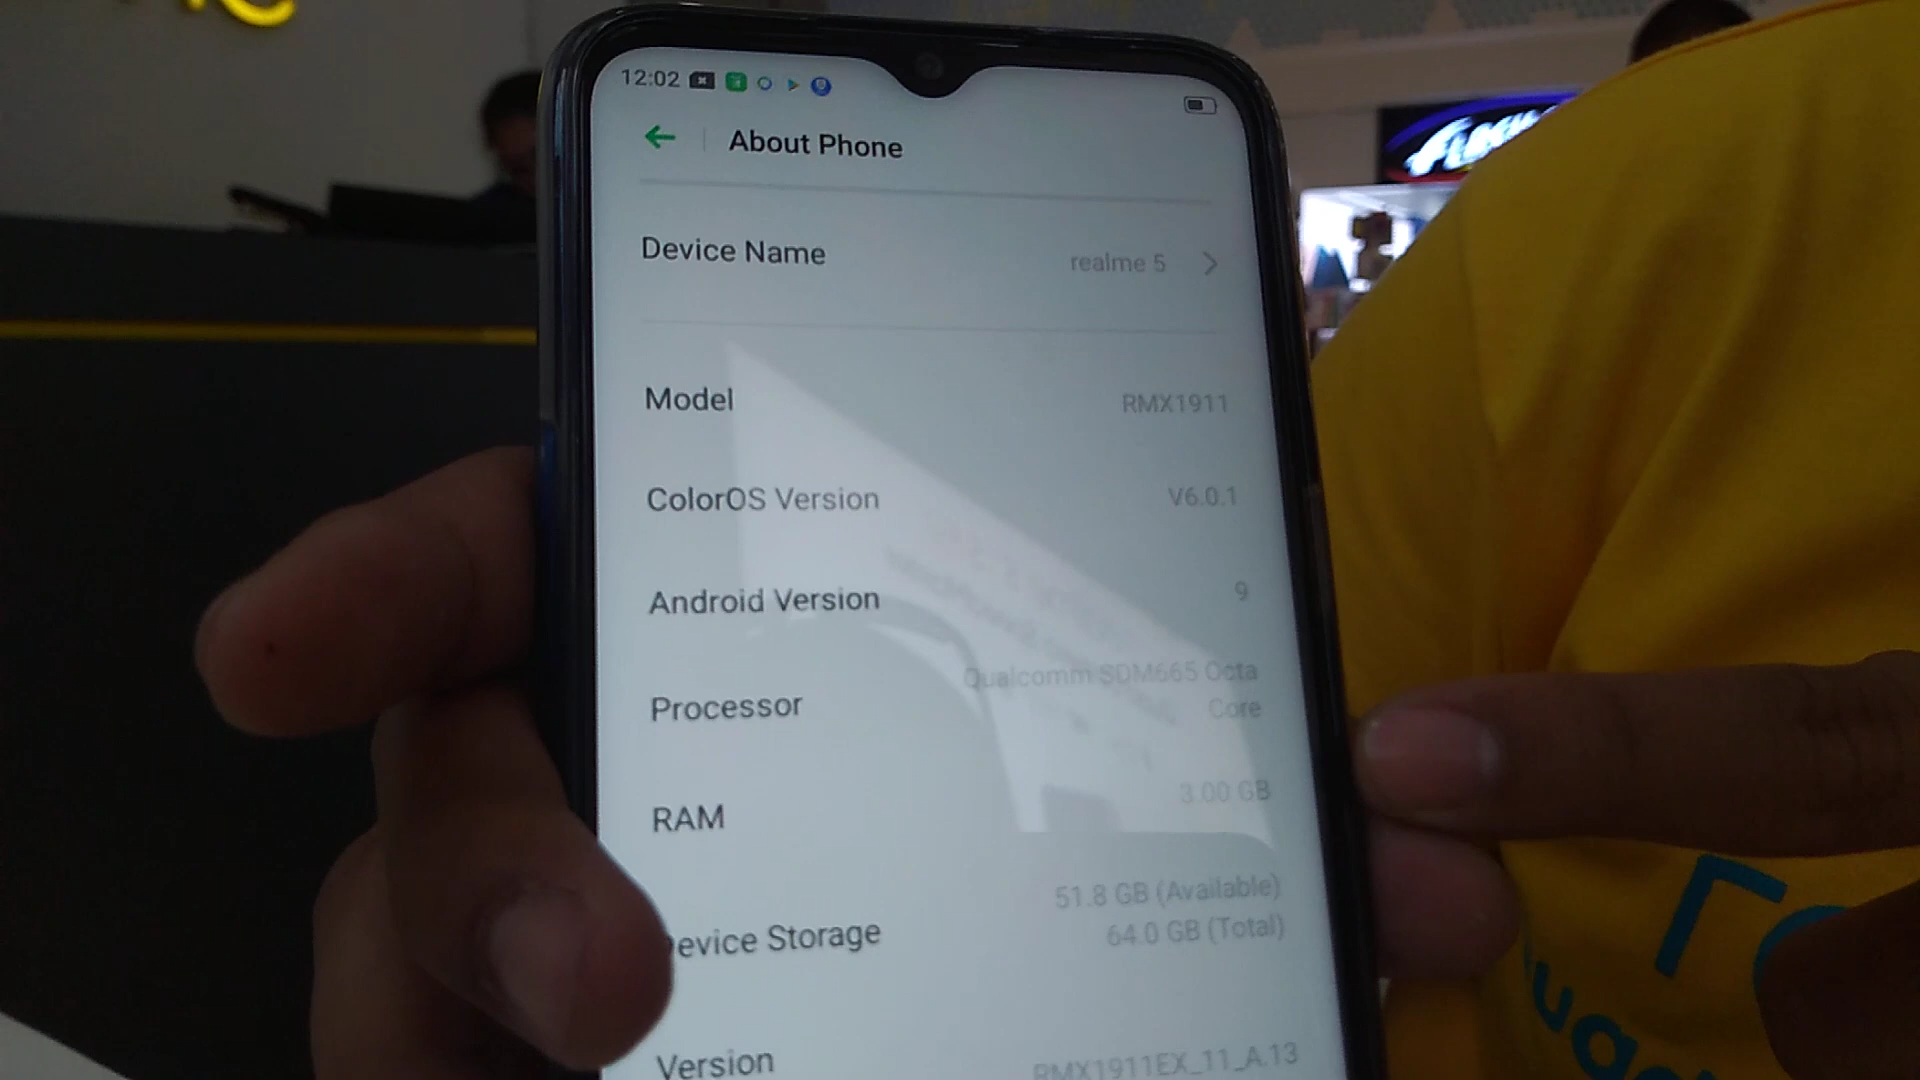 12:02
About Phone
Device Name
realme 5
Model
RMX1911
ColorOS Version
V6.0.1
Android Version
9
Processor
Qualcomm SDM665 Octa
Core
RAM
3.00 GB
evice Storage
51.8 GB (Available)
64.0 GB (Total)
Version
RMX1911EX_11_A.13